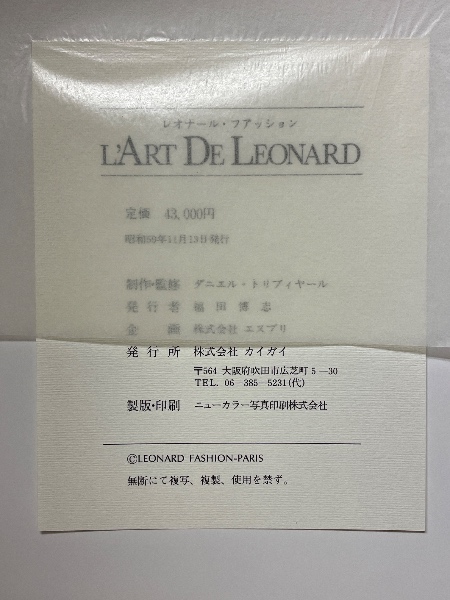 レオナール・ファッション
L'ART DE LEONARD
定価 43,000円
昭和59年11月13日発行
制作・監修 ダニエル・トリブィヤール
発行者 福田博志
企画 株式会社 エスプリ
発行所 株式会社 カイガイ
〒564 大阪府吹田市広芝町5―30
TEL. 06-385-5231(代)
製版・印刷 ニューカラー写真印刷株式会社
©LEONARD FASHION-PARIS
無断にて複写、複製、使用を禁ず。